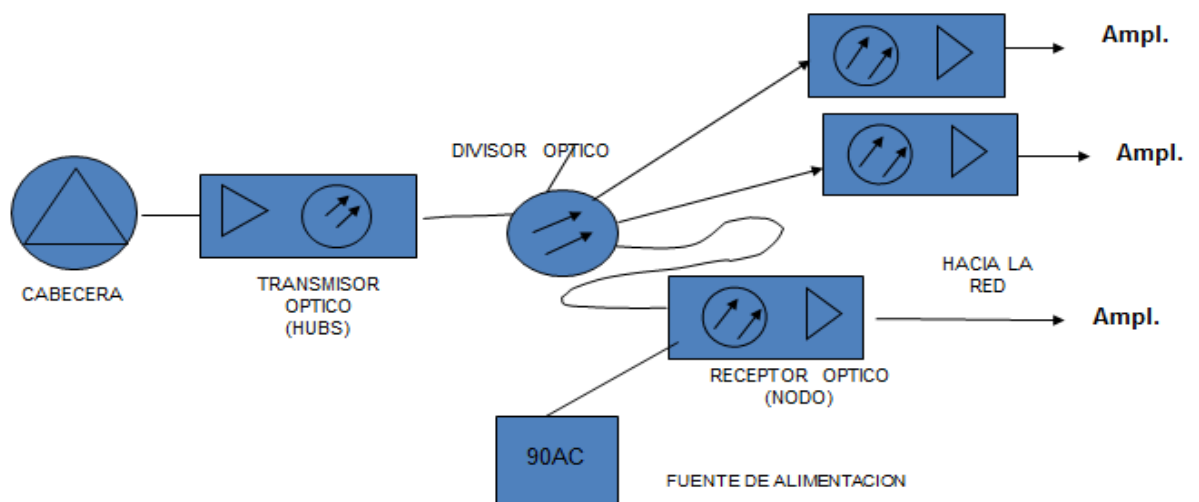 Ampl.
DIVISOR OPTICO
Ampl.
CABECERA
TRANSMISOR
OPTICO
(HUBS)
HACIA LA
RED
Ampl.
RECEPTOR OPTICO
(NODO)
90AC
FUENTE DE ALIMENTACION